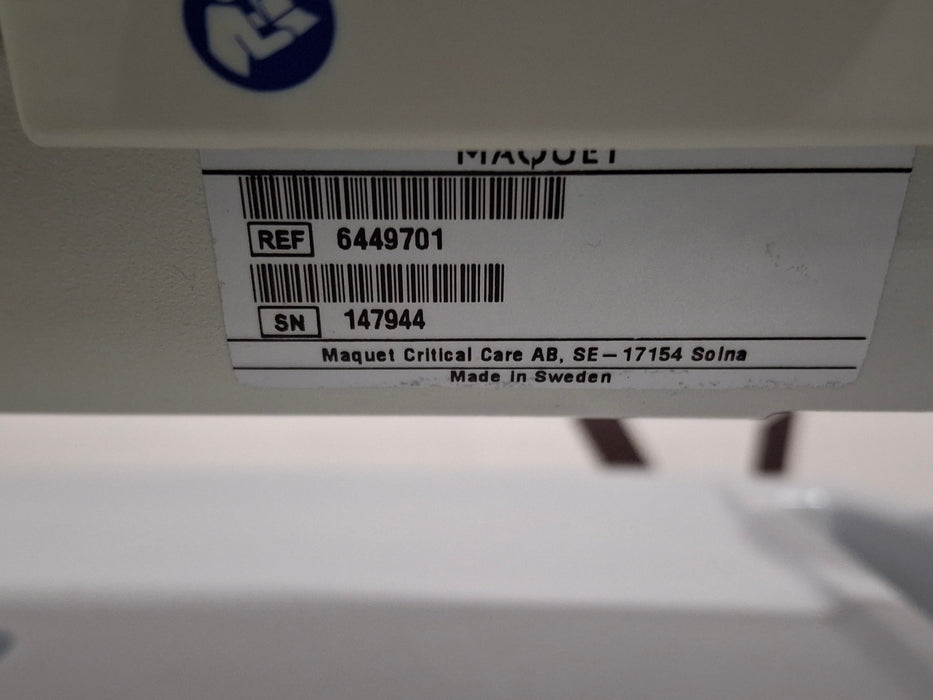 MAQUET
REF 6449701
SN 147944
Maquet Critical Care AB, SE-17154 Solna
Made in Sweden